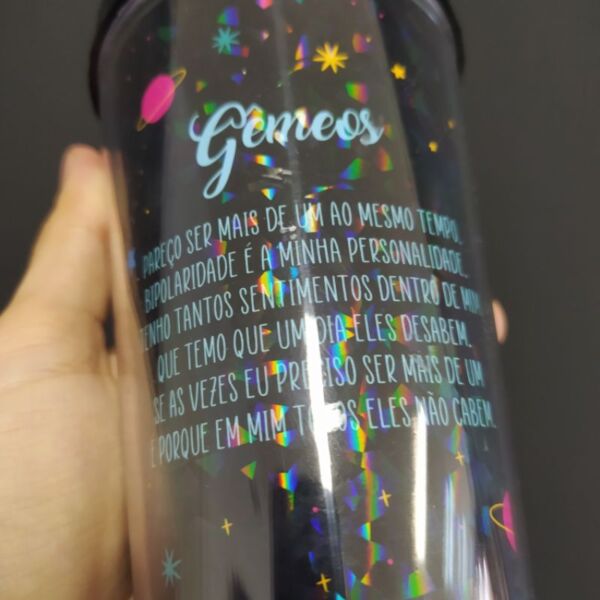 Gêmeos
PAREÇO SER MAIS DE UM AO MESMO TEMPO.
BIPOLARIDADE É A MINHA PERSONALIDADE.
TENHO TANTOS SENTIMENTOS DENTRO DE MIM
QUE TEMO QUE UM DIA ELES DESABEM.
SE AS VEZES EU PRECISO SER MAIS DE UM
É PORQUE EM MIM TODOS ELES NÃO CABEM.